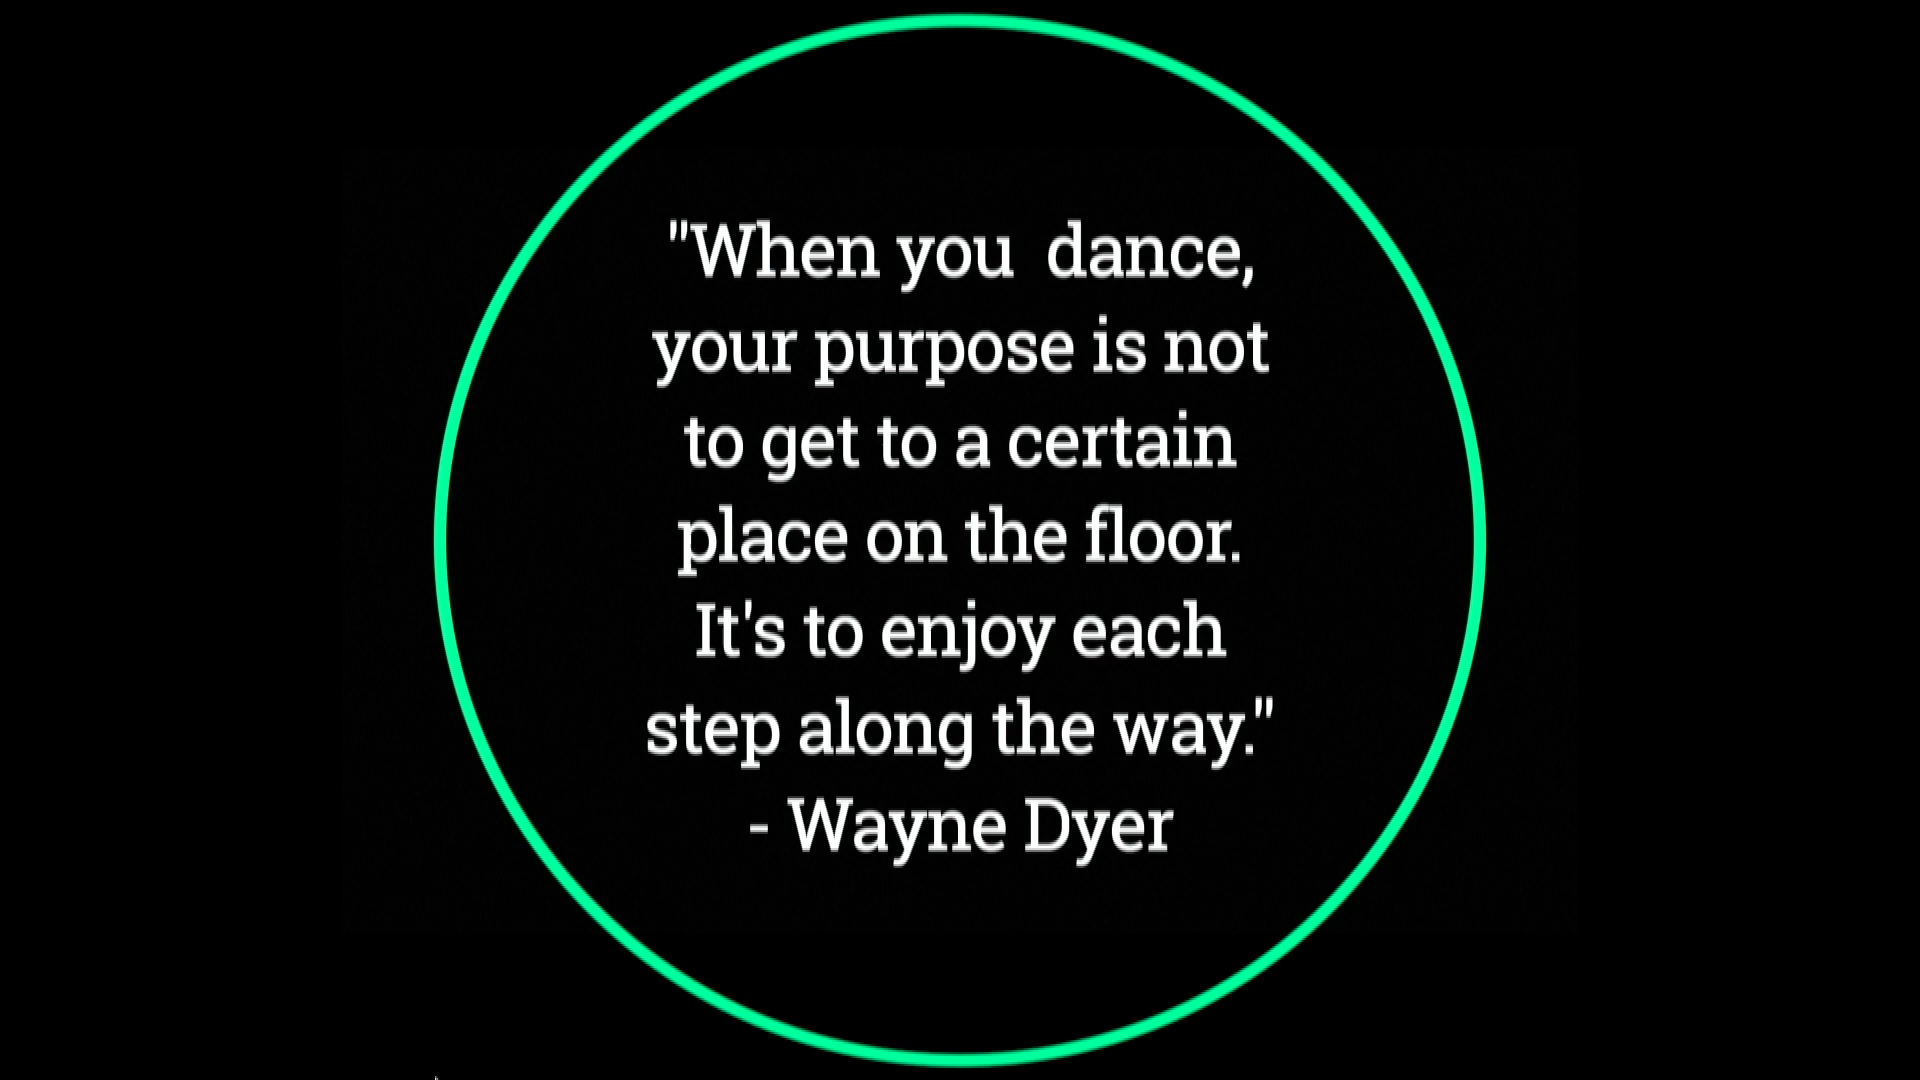 "When you  dance,
your purpose is not
to get to a certain
place on the floor.
It's to enjoy each
step along the way."
- Wayne Dyer